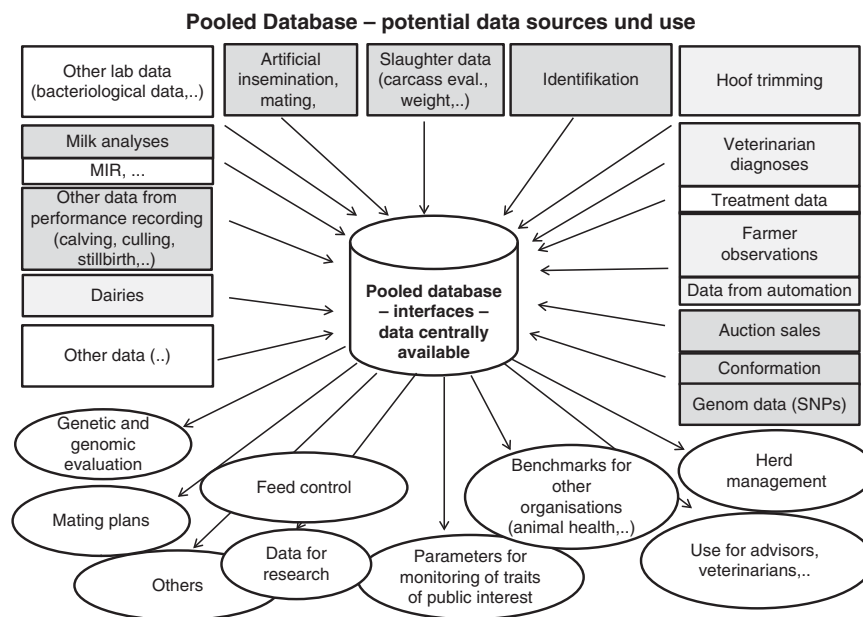 Pooled Database – potential data sources und use
Other lab data
(bacteriological data,..)
Artificial
insemination,
mating,
Slaughter data
(carcass eval.,
weight,..)
Identifikation
Hoof trimming
Milk analyses
MIR, ...
Other data from
performance recording
(calving, culling,
stillbirth,..)
Dairies
Other data (..)
Pooled database
– interfaces –
data centrally
available
Veterinarian
diagnoses
Treatment data
Farmer
observations
Data from automation
Auction sales
Conformation
Genom data (SNPs)
Genetic and
genomic
evaluation
Mating plans
Others
Feed control
Data for
research
Parameters for
monitoring of traits
of public interest
Benchmarks for
other
organisations
(animal health,..)
Herd
management
Use for advisors,
veterinarians,..